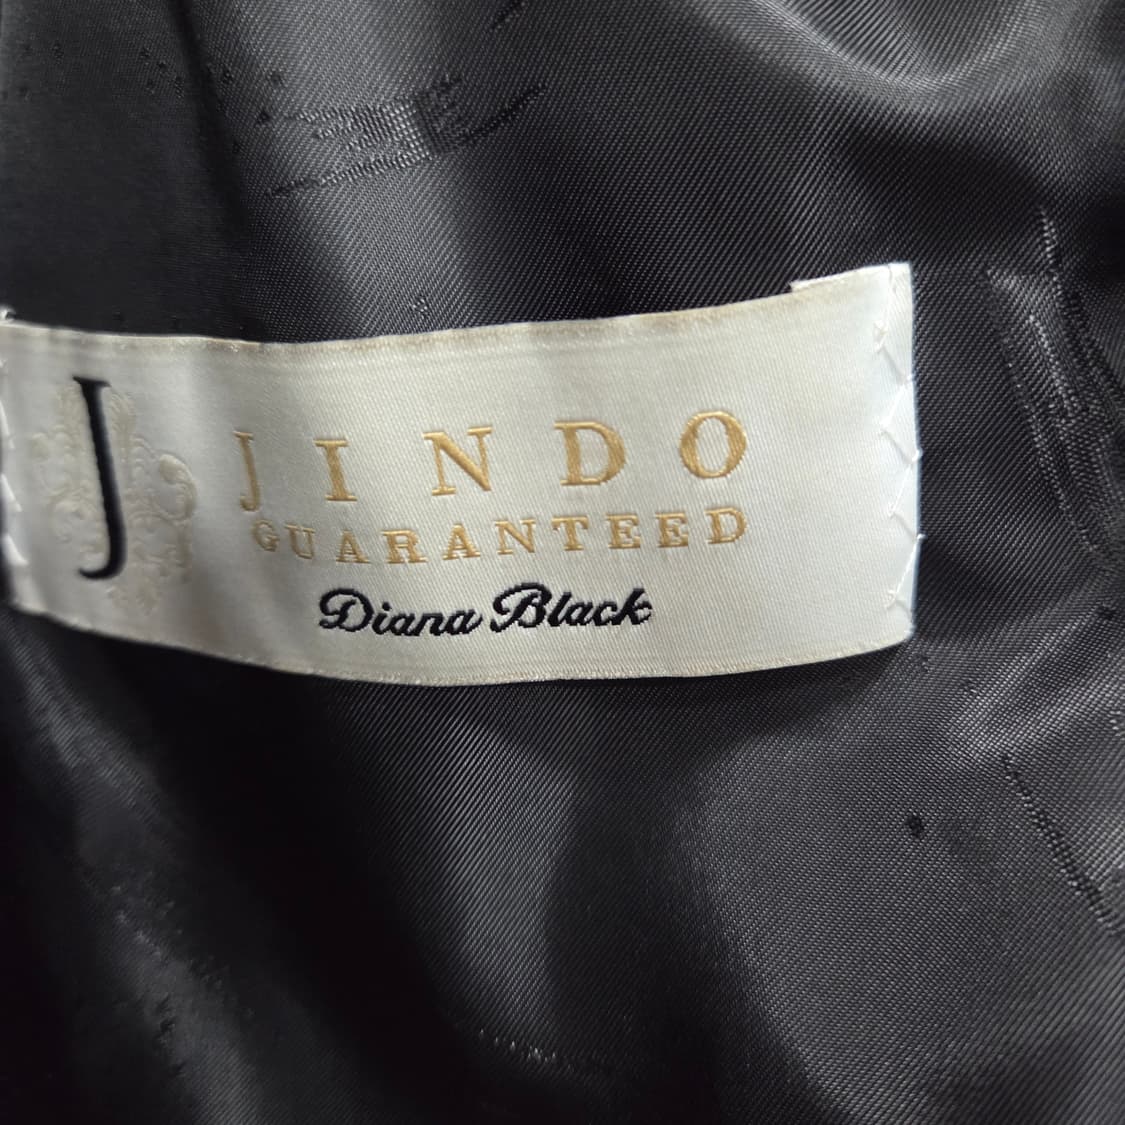 J
JINDO
GUARANTEED
Diana Black